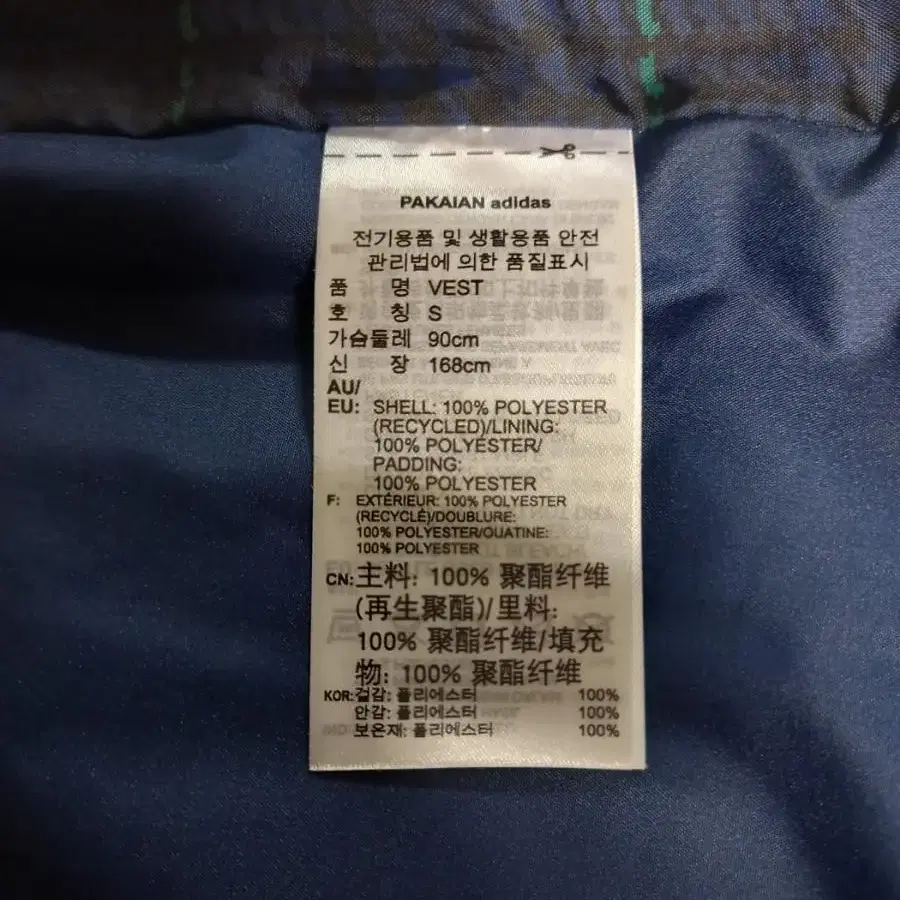 PAKAIAN adidas
전기용품 및 생활용품 안전
관리법에 의한 품질표시
품 명 VEST
호 칭 S
가슴둘레 90cm
신 장 168cm
AU/
EU: SHELL: 100% POLYESTER
(RECYCLED)/LINING:
100% POLYESTER/
PADDING:
100% POLYESTER
F: EXTÉRIEUR: 100% POLYESTER
(RECYCLÉ)/DOUBLURE:
100% POLYESTER/OUATINE:
100% POLYESTER
CN: 主料: 100% 聚酯纤维
(再生聚酯)/里料:
100% 聚酯纤维/填充
物: 100% 聚酯纤维
KOR: 겉감: 폴리에스터 100%
안감: 폴리에스터 100%
보온재: 폴리에스터 100%